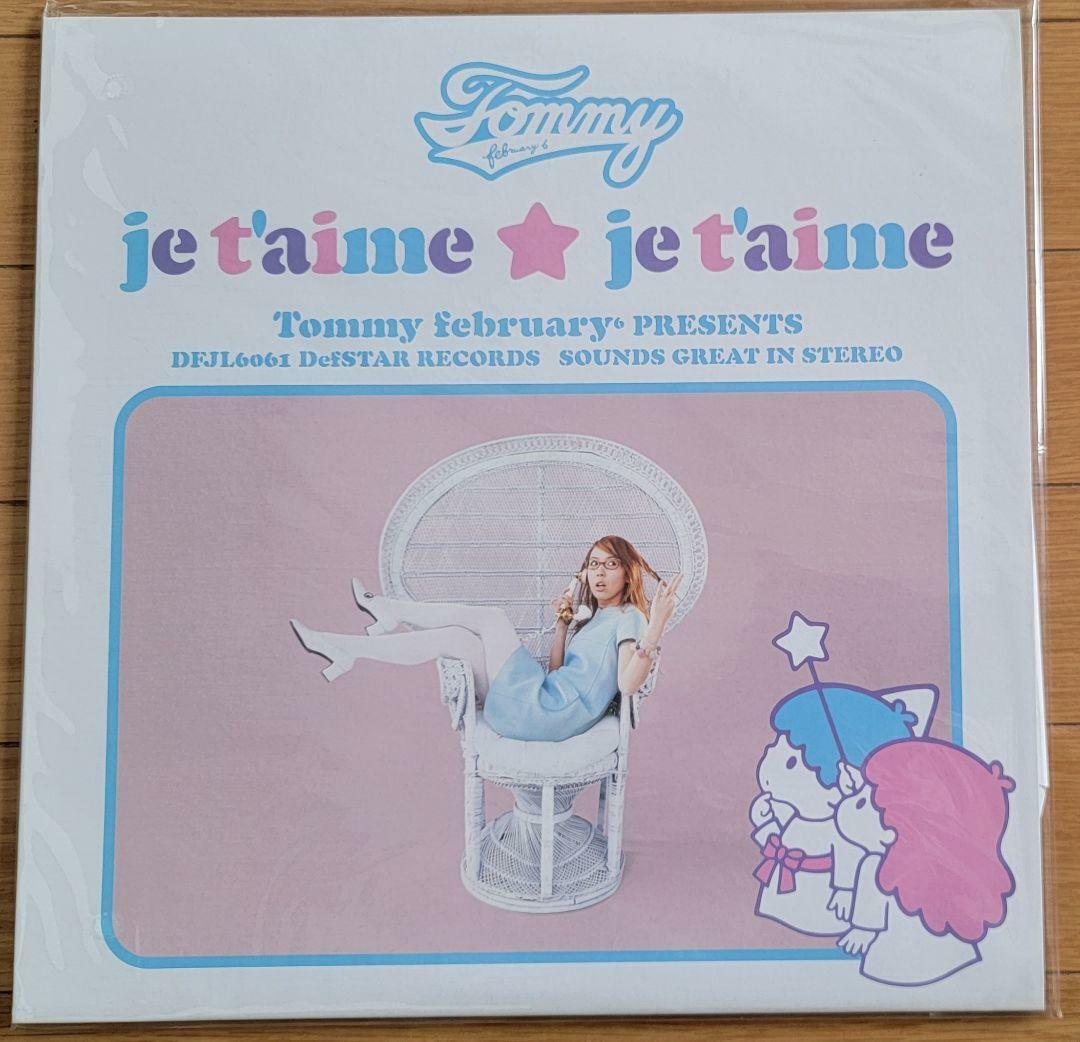 Tommy
february 6
je t'aime ★ je t'aime
Tommy february⁶ PRESENTS
DFJL6061 DefSTAR RECORDS SOUNDS GREAT IN STEREO